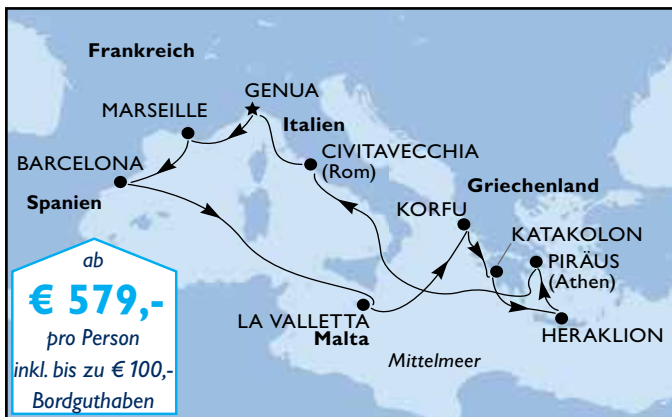 Frankreich
GENUA
MARSEILLE
Italien
BARCELONA
CIVITAVECCHIA
(Rom)
Spanien
Griechenland
KORFU
KATAKOLON
PIRÄUS
(Athen)
LA VALLETTA
Malta
HERAKLION
Mittelmeer
ab
€ 579,-
pro Person
inkl. bis zu € 100,-
Bordguthaben